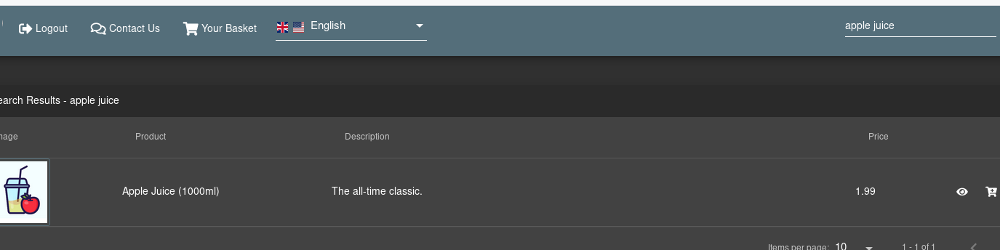 Logout Contact Us Your Basket English apple juice
earch Results - apple juice
mage Product Description Price
Apple Juice (1000ml) The all-time classic. 1.99
Items per page: 10 1 - 1 of 1